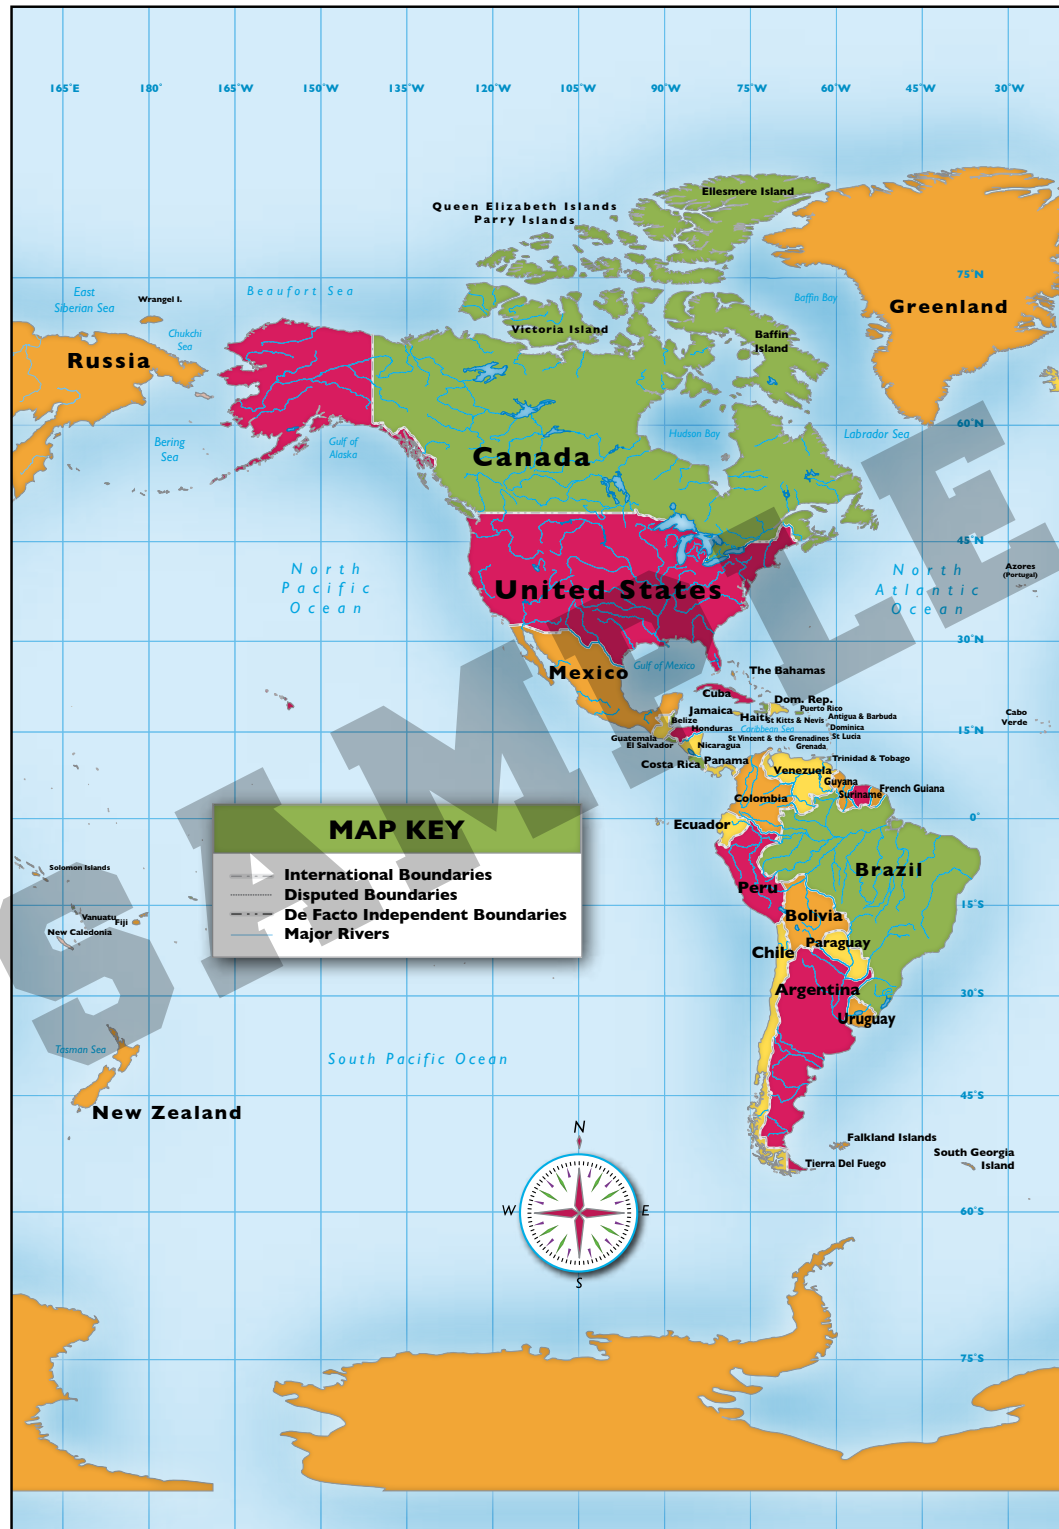 165°E 180° 165°W 150°W 135°W 120°W 105°W 90°W 75°W 60°W 45°W 30°W
Ellesmere Island
Queen Elizabeth Islands
Parry Islands
75°N
East
Siberian Sea
Wrangel I.
Beaufort Sea
Baffin Bay
Greenland
Chukchi
Sea
Victoria Island
Baffin
Island
Russia
60°N
Bering
Sea
Gulf of
Alaska
Hudson Bay
Labrador Sea
Canada
45°N
North
Pacific
Ocean
United States
North
Atlantic
Ocean
Azores
(Portugal)
30°N
Gulf of Mexico
Mexico
The Bahamas
Cuba
Dom. Rep.
Jamaica
Haiti
Puerto Rico
St Kitts & Nevis
Antigua & Barbuda
Cabo
Verde
Belize
Honduras
Caribbean Sea
Dominica
15°N
Guatemala
St Vincent & the Grenadines
St Lucia
El Salvador
Nicaragua
Grenada
Costa Rica
Panama
Trinidad & Tobago
Venezuela
Guyana
French Guiana
Colombia
Suriname
0°
Ecuador
MAP KEY
International Boundaries
Disputed Boundaries
De Facto Independent Boundaries
Major Rivers
Solomon Islands
Brazil
Peru
15°S
Vanuatu
Fiji
New Caledonia
Bolivia
Paraguay
Chile
Argentina
30°S
Uruguay
Tasman Sea
South Pacific Ocean
45°S
New Zealand
N
Falkland Islands
South Georgia
Island
Tierra Del Fuego
W
E
60°S
S
75°S
SAMPLE